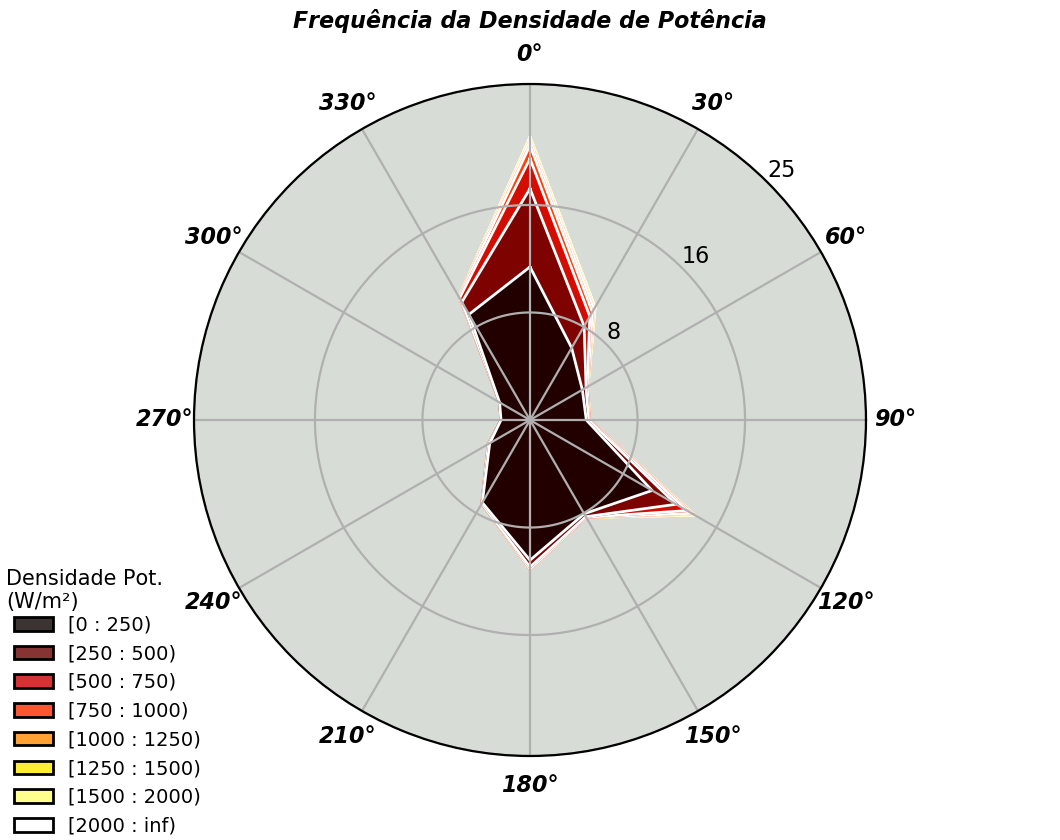 Frequência da Densidade de Potência
0°
330°
30°
25
300°
60°
16
8
270°
90°
240°
120°
210°
150°
180°
Densidade Pot.
(W/m²)
[0 : 250)
[250 : 500)
[500 : 750)
[750 : 1000)
[1000 : 1250)
[1250 : 1500)
[1500 : 2000)
[2000 : inf)